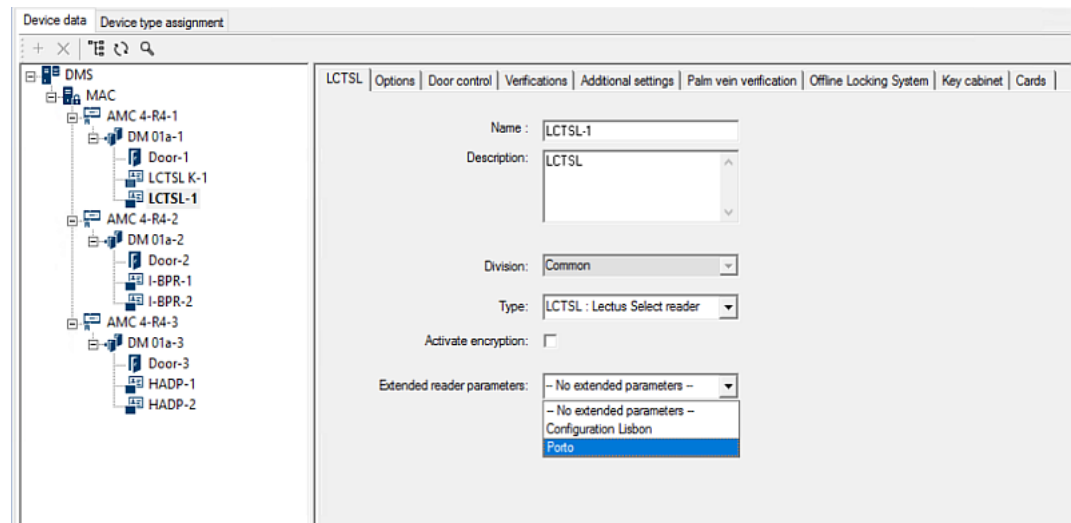 Device data Device type assignment
DMS
MAC
AMC 4-R4-1
DM 01a-1
Door-1
LCTSL K-1
LCTSL-1
AMC 4-R4-2
DM 01a-2
Door-2
I-BPR-1
I-BPR-2
AMC 4-R4-3
DM 01a-3
Door-3
HADP-1
HADP-2
LCTSL Options Door control Verifications Additional settings Palm vein verification Offline Locking System Key cabinet Cards
Name : LCTSL-1
Description: LCTSL
Division: Common
Type: LCTSL : Lectus Select reader
Activate encryption:
Extended reader parameters: -- No extended parameters --
-- No extended parameters --
Configuration Lisbon
Porto